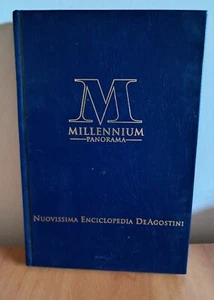 M
MILLENNIUM
PANORAMA
NUOVISSIMA ENCICLOPEDIA DEAGOSTINI